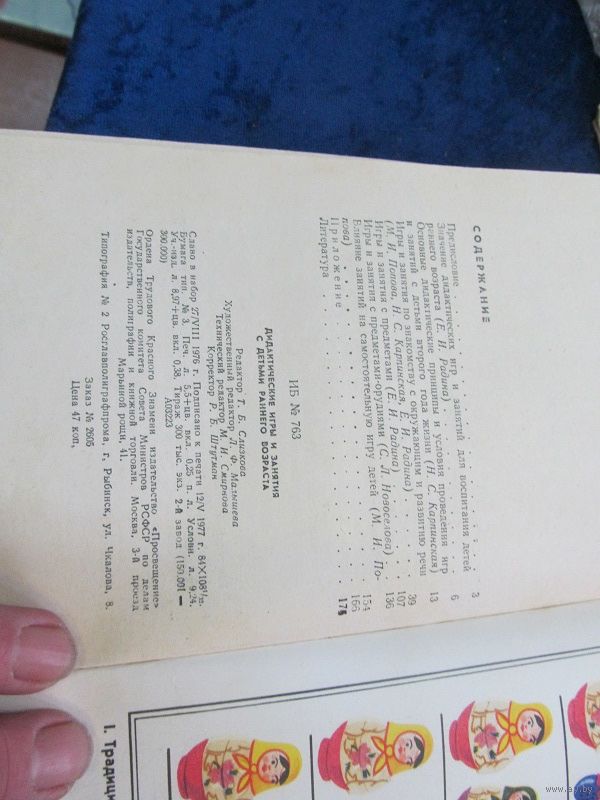 СОДЕРЖАНИЕ
Предисловие . . . . . 3
Значение дидактических игр и занятий для воспитания детей
раннего возраста (Е. И. Радина) . . . . . 6
Основные дидактические принципы и условия проведения игр
и занятий с детьми второго года жизни (Н. С. Карпинская) 13
Игры и занятия по знакомству с окружающим и развитию речи
(М. И. Попова, Н. С. Карпинская, Е. И. Радина) . . . 39
Игры и занятия с предметами (Е. И. Радина) . . . 107
Игры и занятия с предметами-орудиями (С. Л. Новоселова) 136
Влияние занятий на самостоятельную игру детей (М. И. По-
пова) . . . . . 154
Приложение . . . . . 166
Литература . . . . . 175
ИБ № 763
ДИДАКТИЧЕСКИЕ ИГРЫ И ЗАНЯТИЯ
С ДЕТЬМИ РАННЕГО ВОЗРАСТА
Редактор Т. Б. Слизкова
Художественный редактор Л. Ф. Малышева
Технический редактор М. И. Смирнова
Корректор Р. Б. Штутман
Сдано в набор 27/VIII 1976 г. Подписано к печати 12/V 1977 г. 84×108¹/₃₂.
Бумага тип. № 3. Печ. л. 5,5+цв. вкл. 0,25 п. л. Условн. л. 9,24.
Уч.-изд. л. 8,97+цв. вкл. 0,38. Тираж 300 тыс. экз. 2-й завод (150.001 —
300.000) А03223
Ордена Трудового Красного Знамени издательство «Просвещение»
Государственного комитета Совета Министров РСФСР по делам
издательств, полиграфии и книжной торговли. Москва, 3-й проезд
Марьиной рощи, 41.
Типография № 2 Росглавполиграфпрома, г. Рыбинск, ул. Чкалова, 8.
Заказ № 2605
Цена 47 коп.
I. Традици
www.ay.by